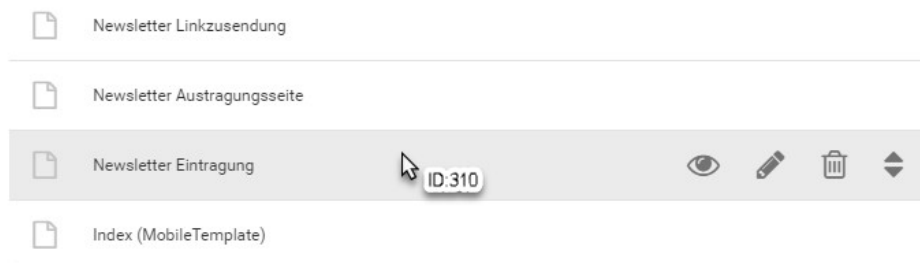 Newsletter Linkzusendung
Newsletter Austragungsseite
Newsletter Eintragung
ID:310
Index (MobileTemplate)